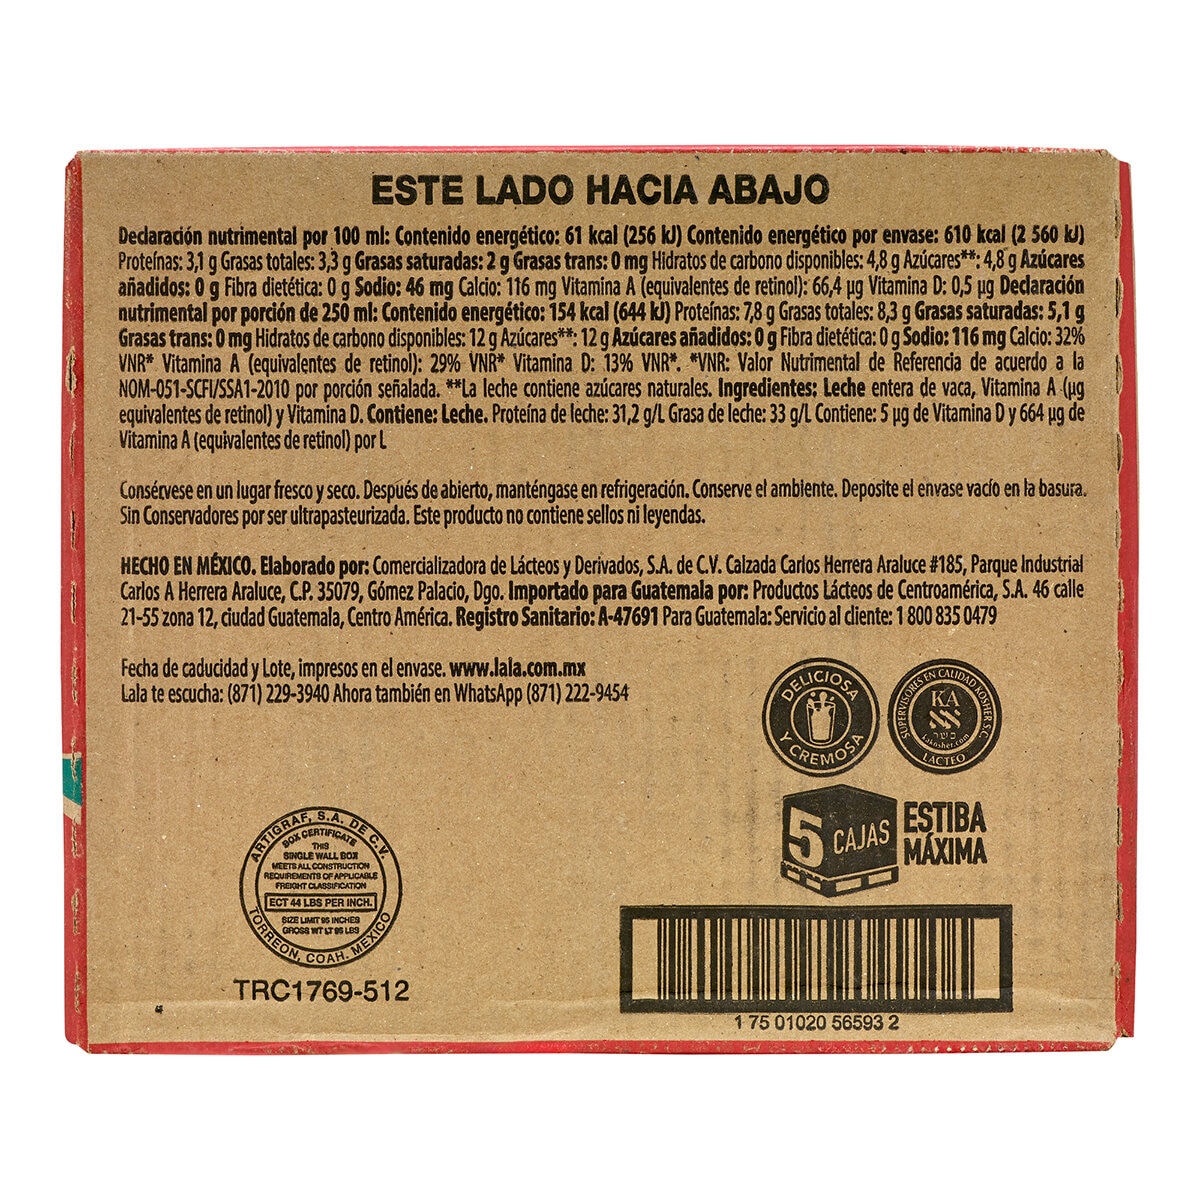 ESTE LADO HACIA ABAJO
Declaración nutrimental por 100 ml: Contenido energético: 61 kcal (256 kJ) Contenido energético por envase: 610 kcal (2 560 kJ)
Proteínas: 3,1 g Grasas totales: 3,3 g Grasas saturadas: 2 g Grasas trans: 0 mg Hidratos de carbono disponibles: 4,8 g Azúcares**: 4,8 g Azúcares
añadidos: 0 g Fibra dietética: 0 g Sodio: 46 mg Calcio: 116 mg Vitamina A (equivalentes de retinol): 66,4 µg Vitamina D: 0,5 µg Declaración
nutrimental por porción de 250 ml: Contenido energético: 154 kcal (644 kJ) Proteínas: 7,8 g Grasas totales: 8,3 g Grasas saturadas: 5,1 g
Grasas trans: 0 mg Hidratos de carbono disponibles: 12 g Azúcares**: 12 g Azúcares añadidos: 0 g Fibra dietética: 0 g Sodio: 116 mg Calcio: 32%
VNR* Vitamina A (equivalentes de retinol): 29% VNR* Vitamina D: 13% VNR*. *VNR: Valor Nutrimental de Referencia de acuerdo a la
NOM-051-SCFI/SSA1-2010 por porción señalada. **La leche contiene azúcares naturales. Ingredientes: Leche entera de vaca, Vitamina A (µg
equivalentes de retinol) y Vitamina D. Contiene: Leche. Proteína de leche: 31,2 g/L Grasa de leche: 33 g/L Contiene: 5 µg de Vitamina D y 664 µg de
Vitamina A (equivalentes de retinol) por L
Consérvese en un lugar fresco y seco. Después de abierto, manténgase en refrigeración. Conserve el ambiente. Deposite el envase vacío en la basura.
Sin Conservadores por ser ultrapasteurizada. Este producto no contiene sellos ni leyendas.
HECHO EN MÉXICO. Elaborado por: Comercializadora de Lácteos y Derivados, S.A. de C.V. Calzada Carlos Herrera Araluce #185, Parque Industrial
Carlos A Herrera Araluce, C.P. 35079, Gómez Palacio, Dgo. Importado para Guatemala por: Productos Lácteos de Centroamérica, S.A. 46 calle
21-55 zona 12, ciudad Guatemala, Centro América. Registro Sanitario: A-47691 Para Guatemala: Servicio al cliente: 1 800 835 0479
Fecha de caducidad y Lote, impresos en el envase. www.lala.com.mx
Lala te escucha: (871) 229-3940 Ahora también en WhatsApp (871) 222-9454
DELICIOSA
Y CREMOSA
SUPERVISORES EN CALIDAD KOSHER S.C.
KA
כשר
kakosher.com
LACTEO
5 CAJAS
ESTIBA
MÁXIMA
ARTIGRAF, S.A. DE C.V.
BOX CERTIFICATE
THIS
SINGLE WALL BOX
MEETS ALL CONSTRUCTION
REQUIREMENTS OF APPLICABLE
FREIGHT CLASSIFICATION
ECT 44 LBS PER INCH.
SIZE LIMIT 95 INCHES
GROSS WT LT 95 LBS
TORREON, COAH. MEXICO
TRC1769-512
1 75 01020 56593 2